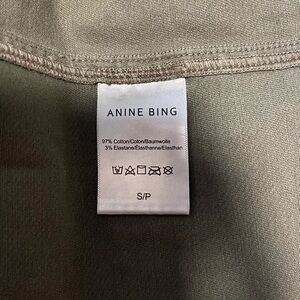 ANINE BING
97% Cotton/Coton/Baumwolle
3% Elastane/Elasthanne/Elasthan
S/P